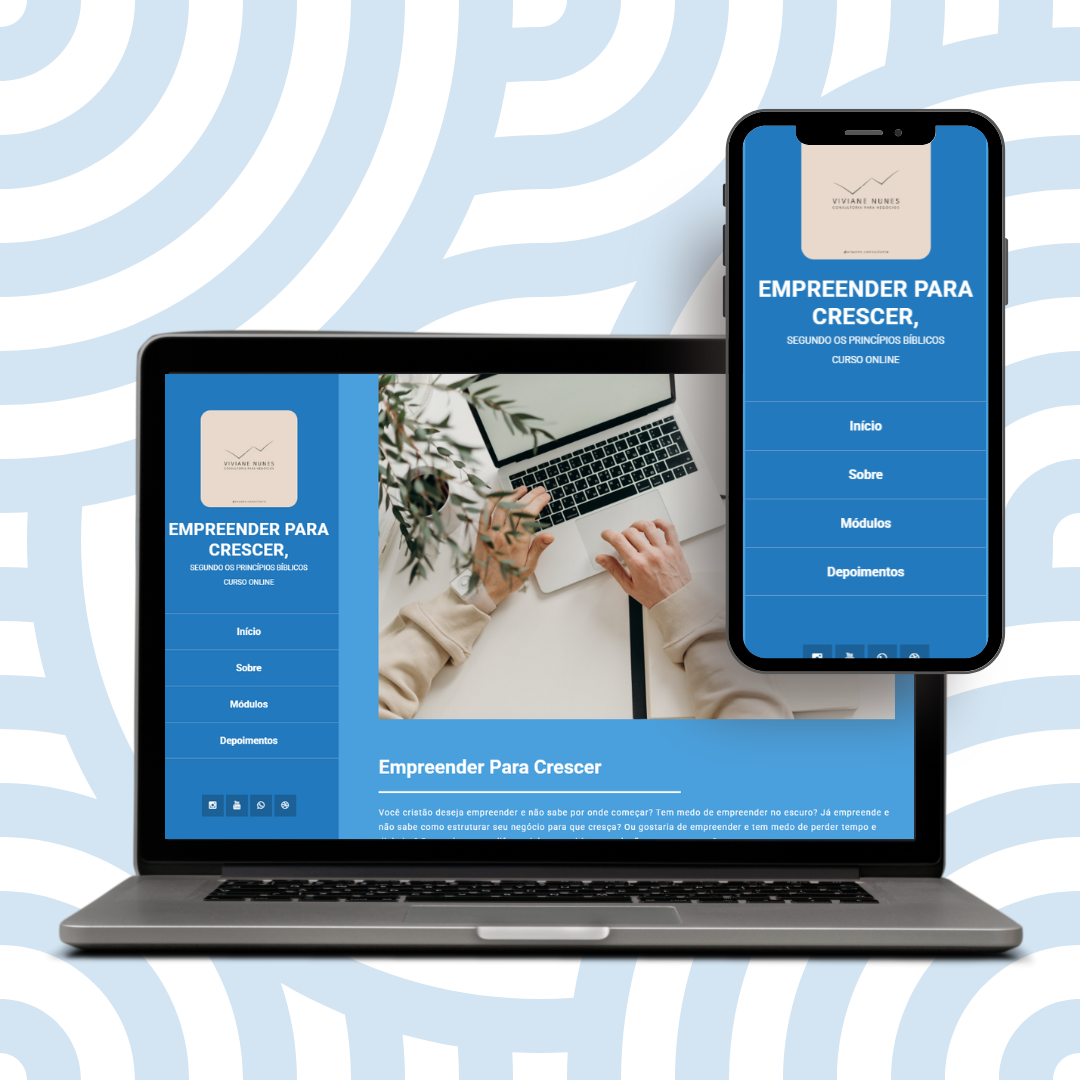 VIVIANE NUNES
CONSULTORIA PARA NEGÓCIOS
EMPREENDER PARA
CRESCER,
SEGUNDO OS PRINCÍPIOS BÍBLICOS
CURSO ONLINE
Início
Sobre
Módulos
Depoimentos
VIVIANE NUNES
CONSULTORIA PARA NEGÓCIOS
EMPREENDER PARA
CRESCER,
SEGUNDO OS PRINCÍPIOS BÍBLICOS
CURSO ONLINE
Início
Sobre
Módulos
Depoimentos
Empreender Para Crescer
Você cristão deseja empreender e não sabe por onde começar? Tem medo de empreender no escuro? Já empreende e
não sabe como estruturar seu negócio para que cresça? Ou gostaria de empreender e tem medo de perder tempo e